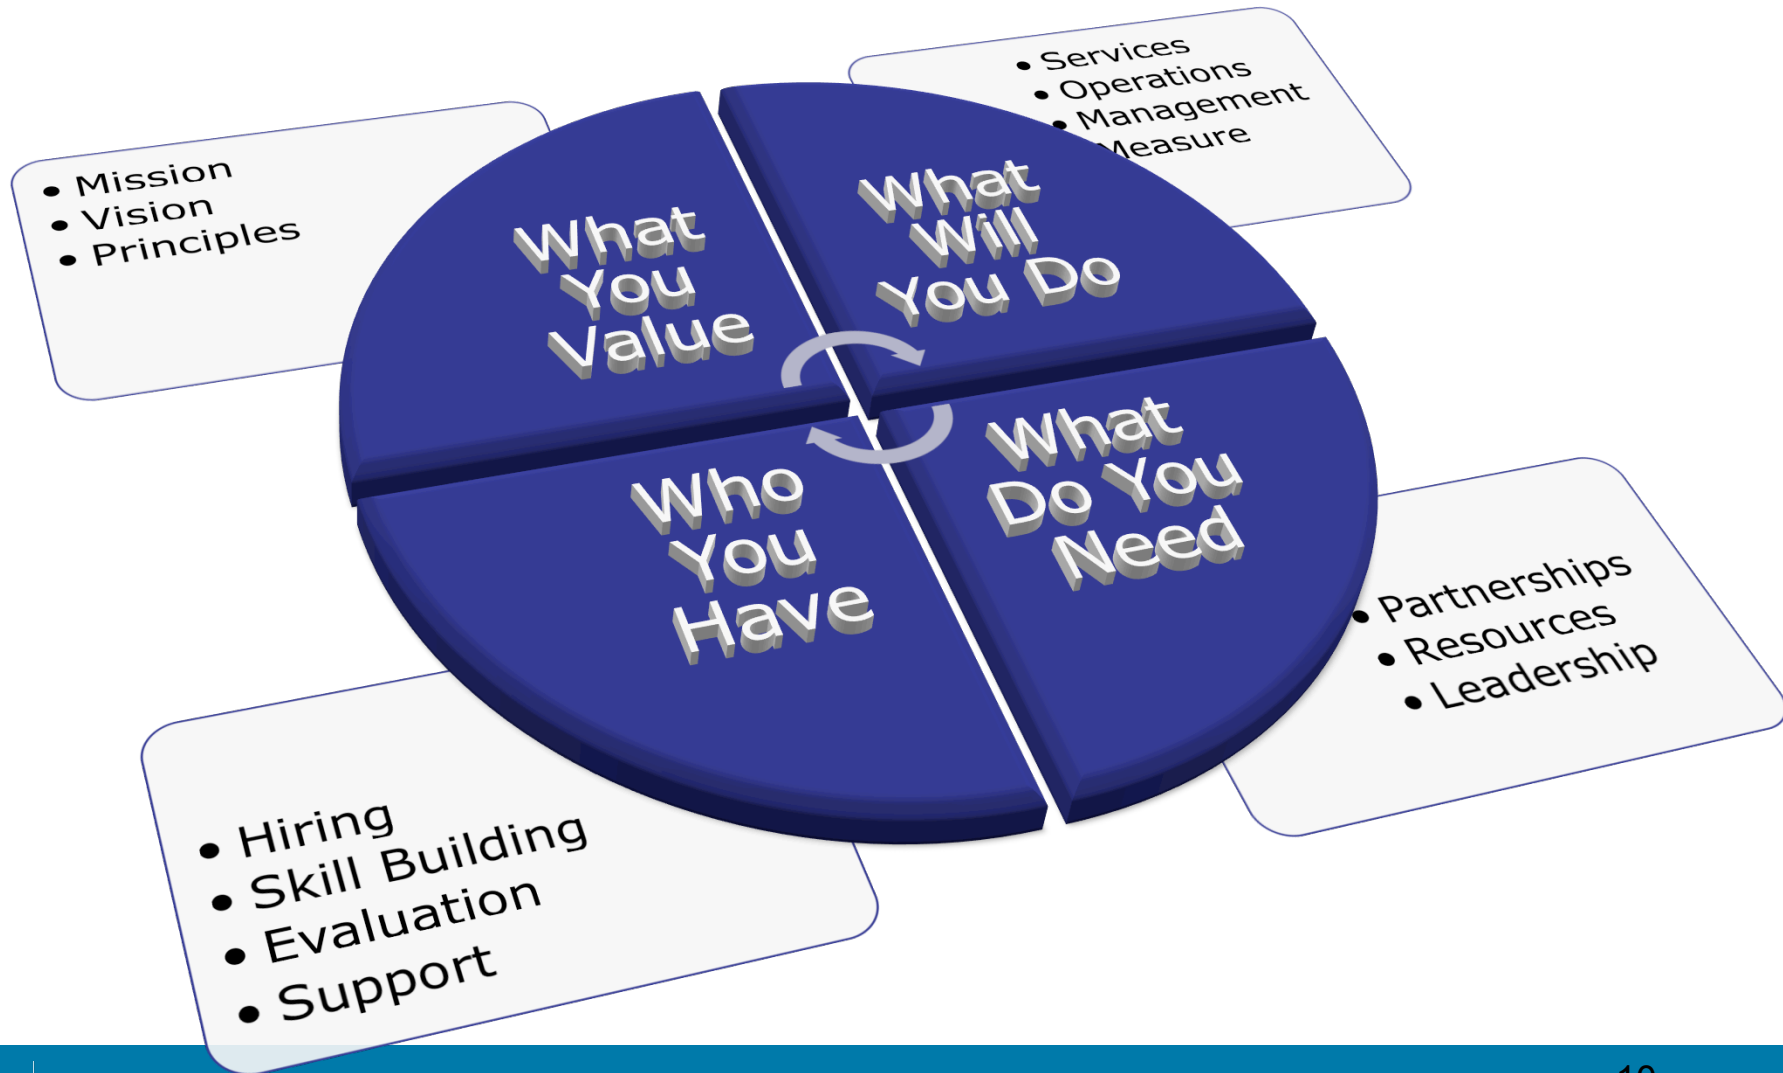 • Mission
• Vision
• Principles
What
You
Value
• Services
• Operations
• Management
Measure
What
Will
You Do
What
Do You
Need
• Partnerships
• Resources
• Leadership
Who
You
Have
• Hiring
• Skill Building
• Evaluation
• Support